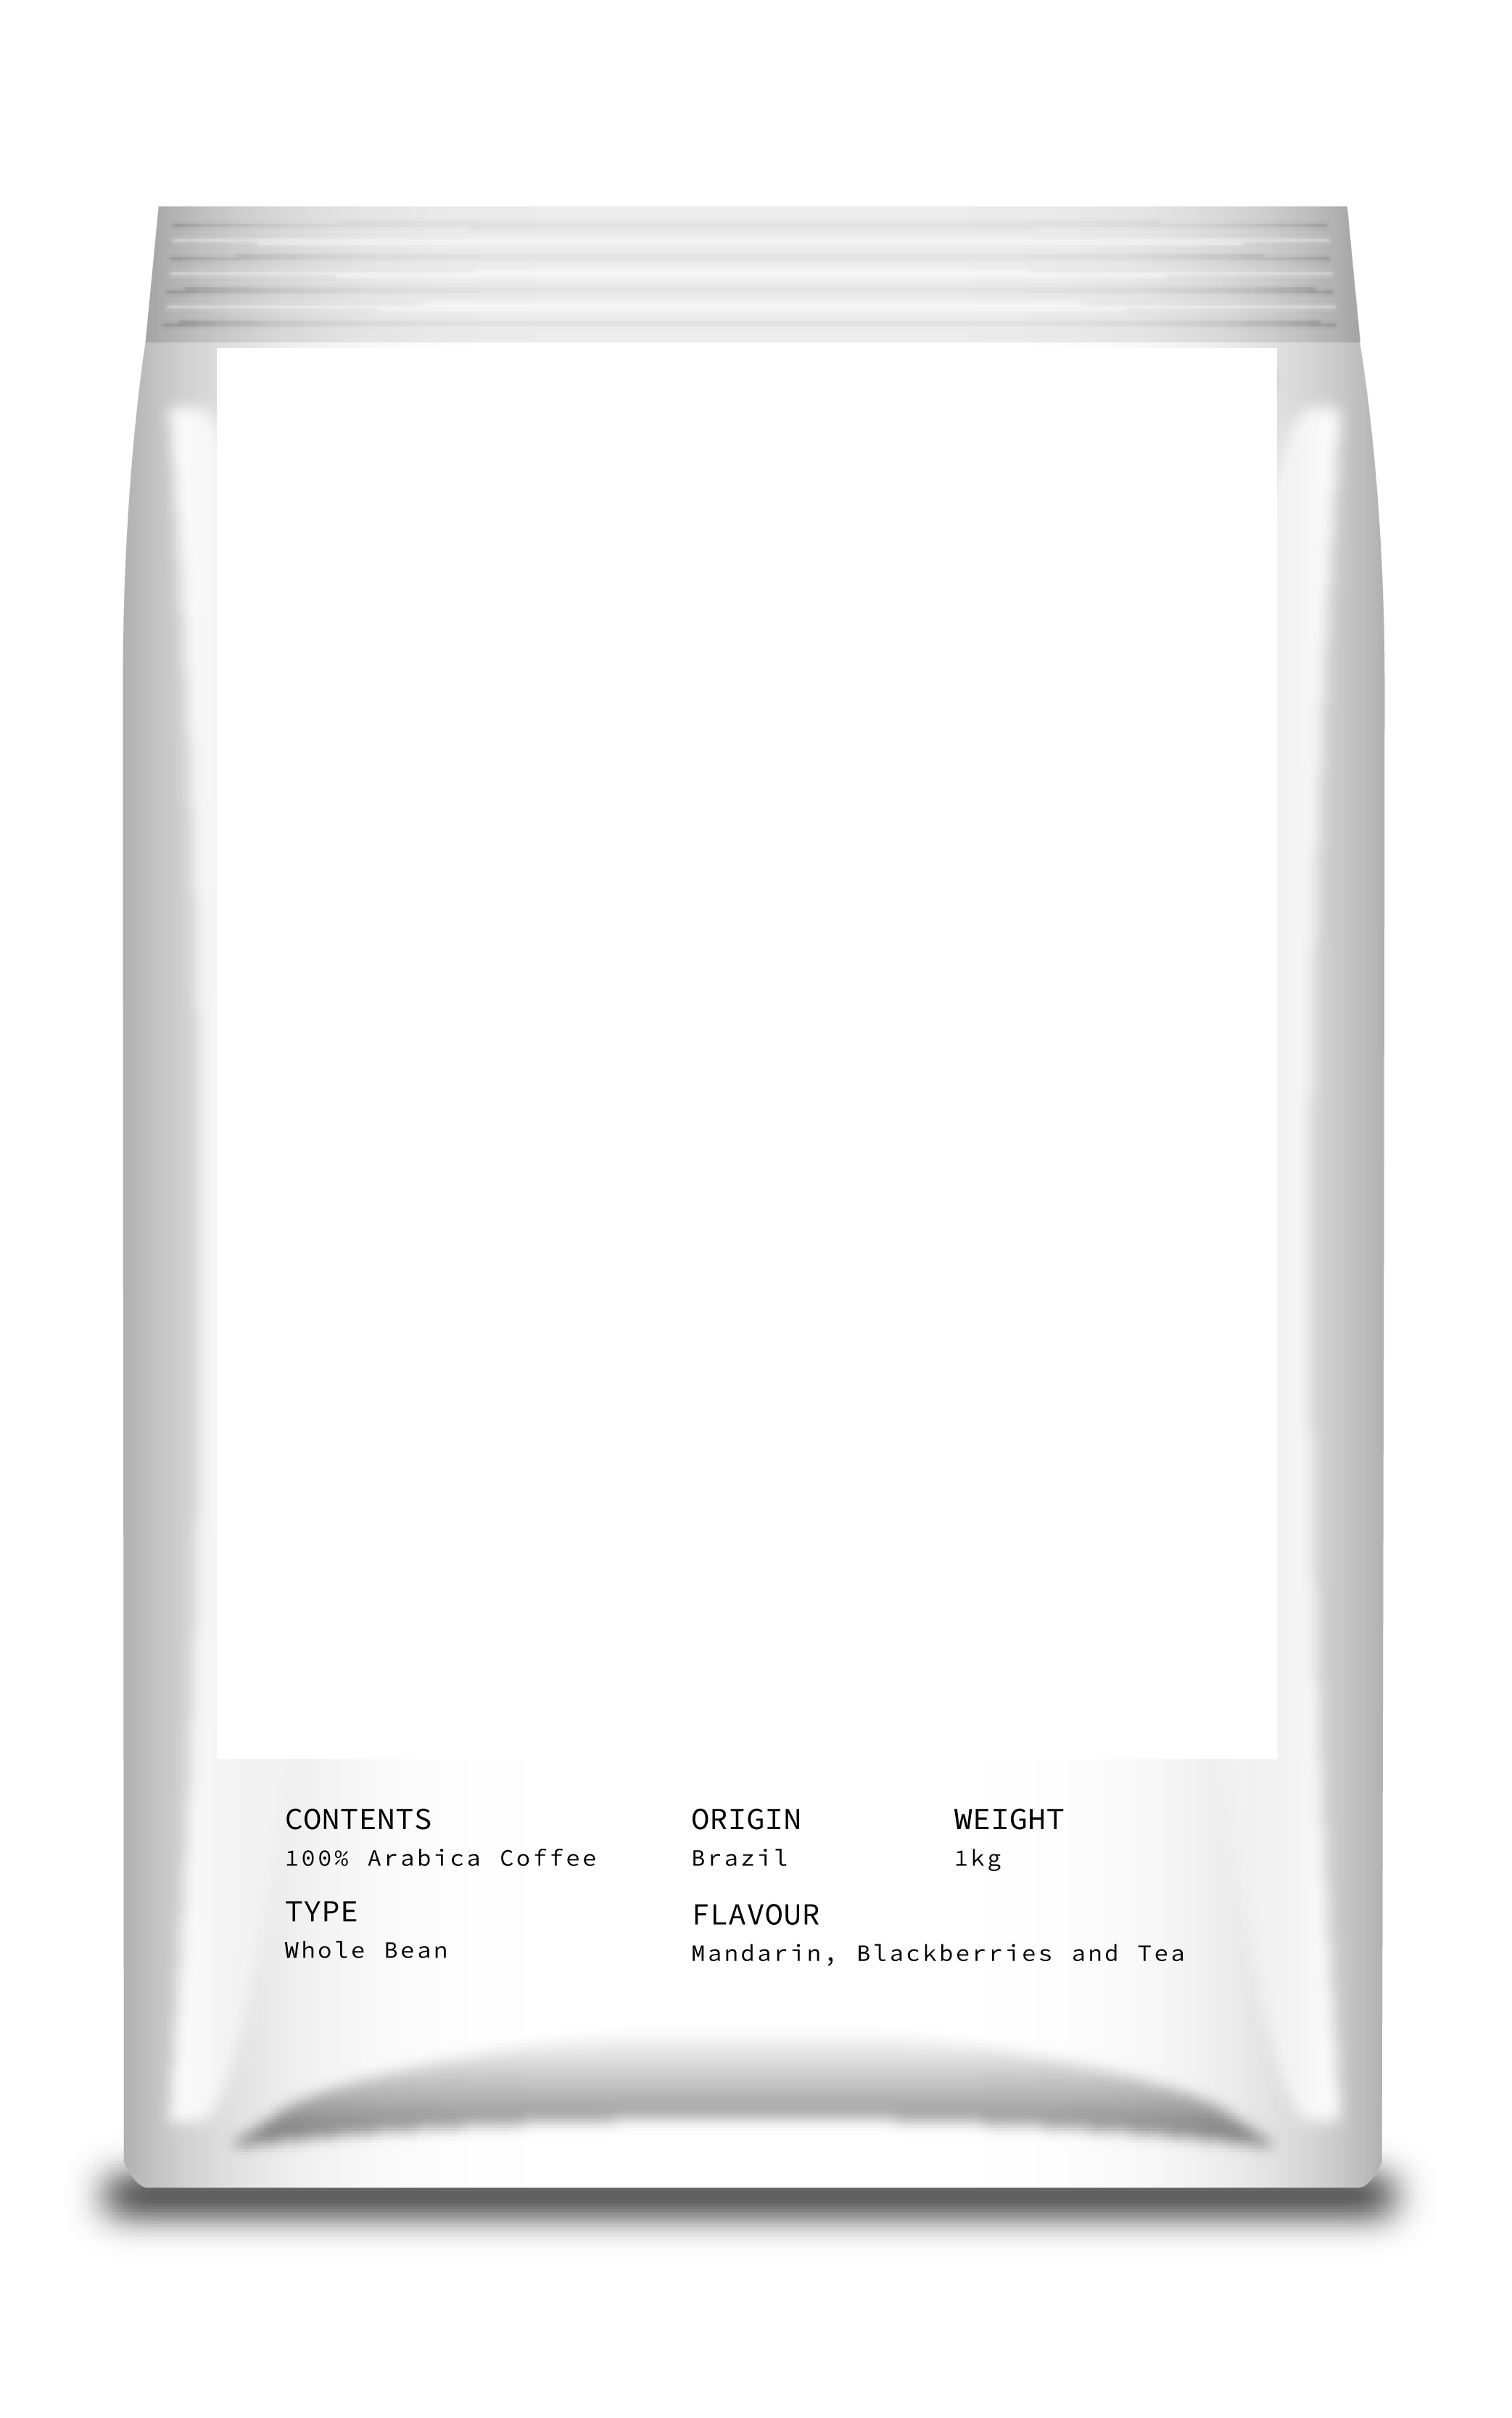 CONTENTS
100% Arabica Coffee
ORIGIN
Brazil
WEIGHT
1kg
TYPE
Whole Bean
FLAVOUR
Mandarin, Blackberries and Tea